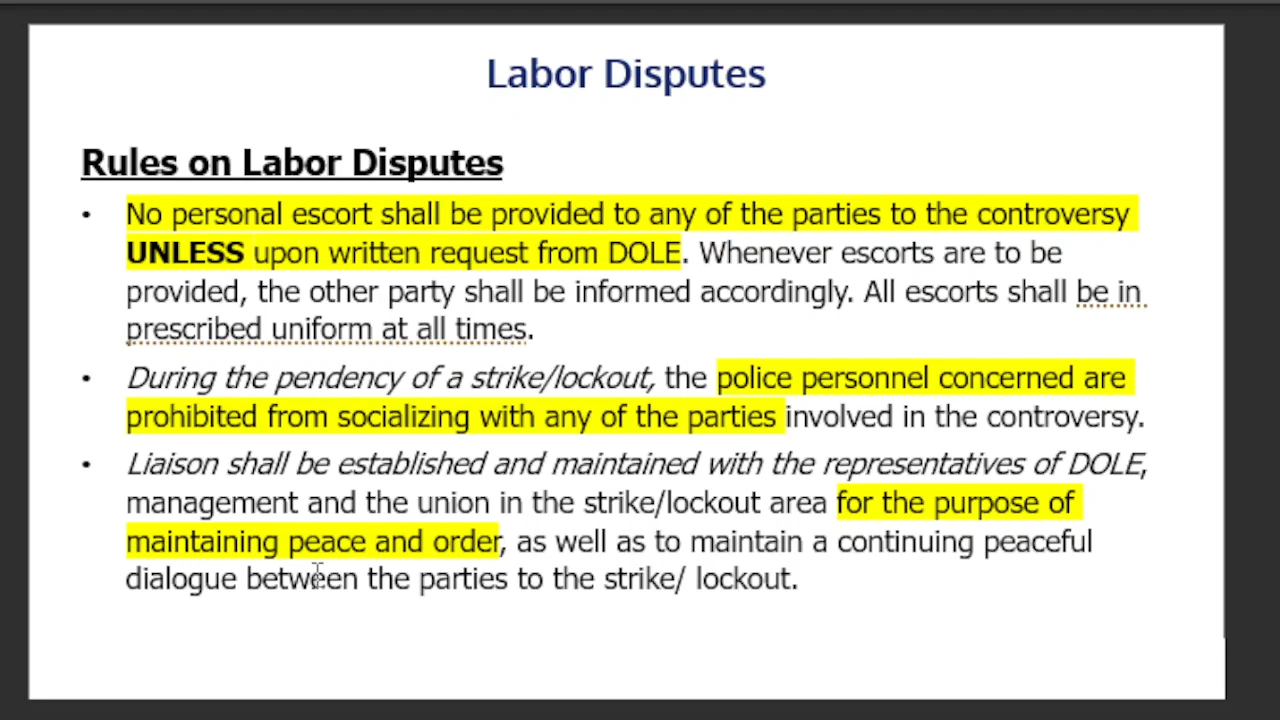 Labor Disputes
Rules on Labor Disputes
• No personal escort shall be provided to any of the parties to the controversy
UNLESS upon written request from DOLE. Whenever escorts are to be
provided, the other party shall be informed accordingly. All escorts shall be in
prescribed uniform at all times.
• During the pendency of a strike/lockout, the police personnel concerned are
prohibited from socializing with any of the parties involved in the controversy.
• Liaison shall be established and maintained with the representatives of DOLE,
management and the union in the strike/lockout area for the purpose of
maintaining peace and order, as well as to maintain a continuing peaceful
dialogue between the parties to the strike/ lockout.